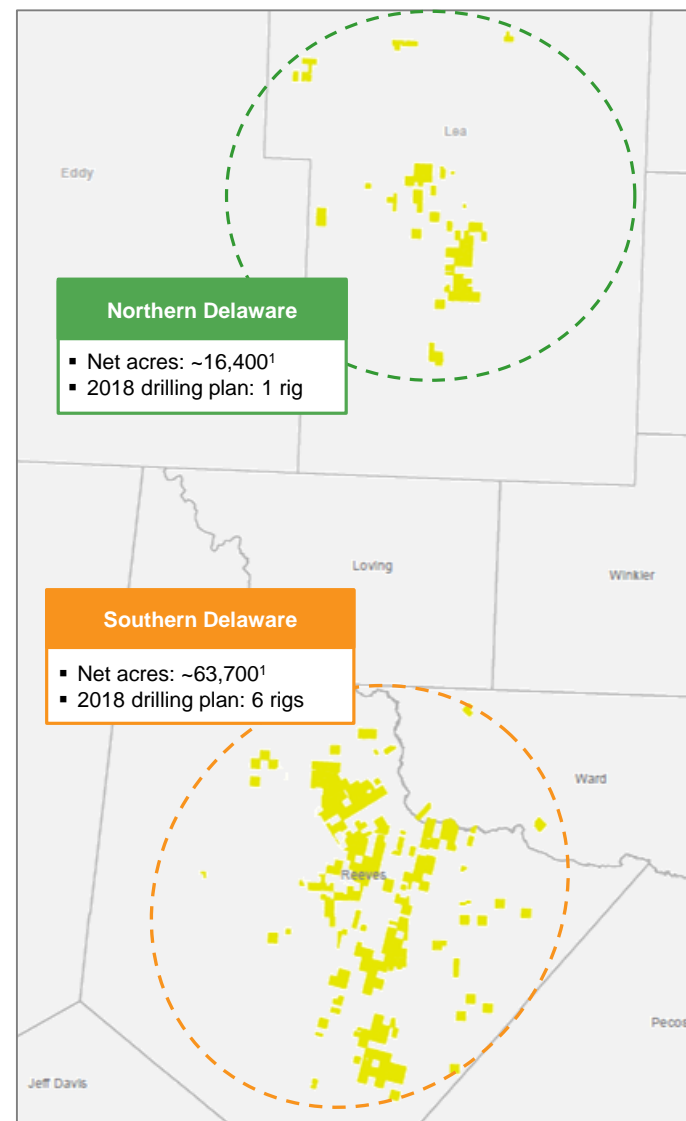 Lea
Eddy
Northern Delaware
▪ Net acres: ~16,400¹
▪ 2018 drilling plan: 1 rig
Loving
Winkler
Southern Delaware
▪ Net acres: ~63,700¹
▪ 2018 drilling plan: 6 rigs
Ward
Reeves
Pecos
Jeff Davis